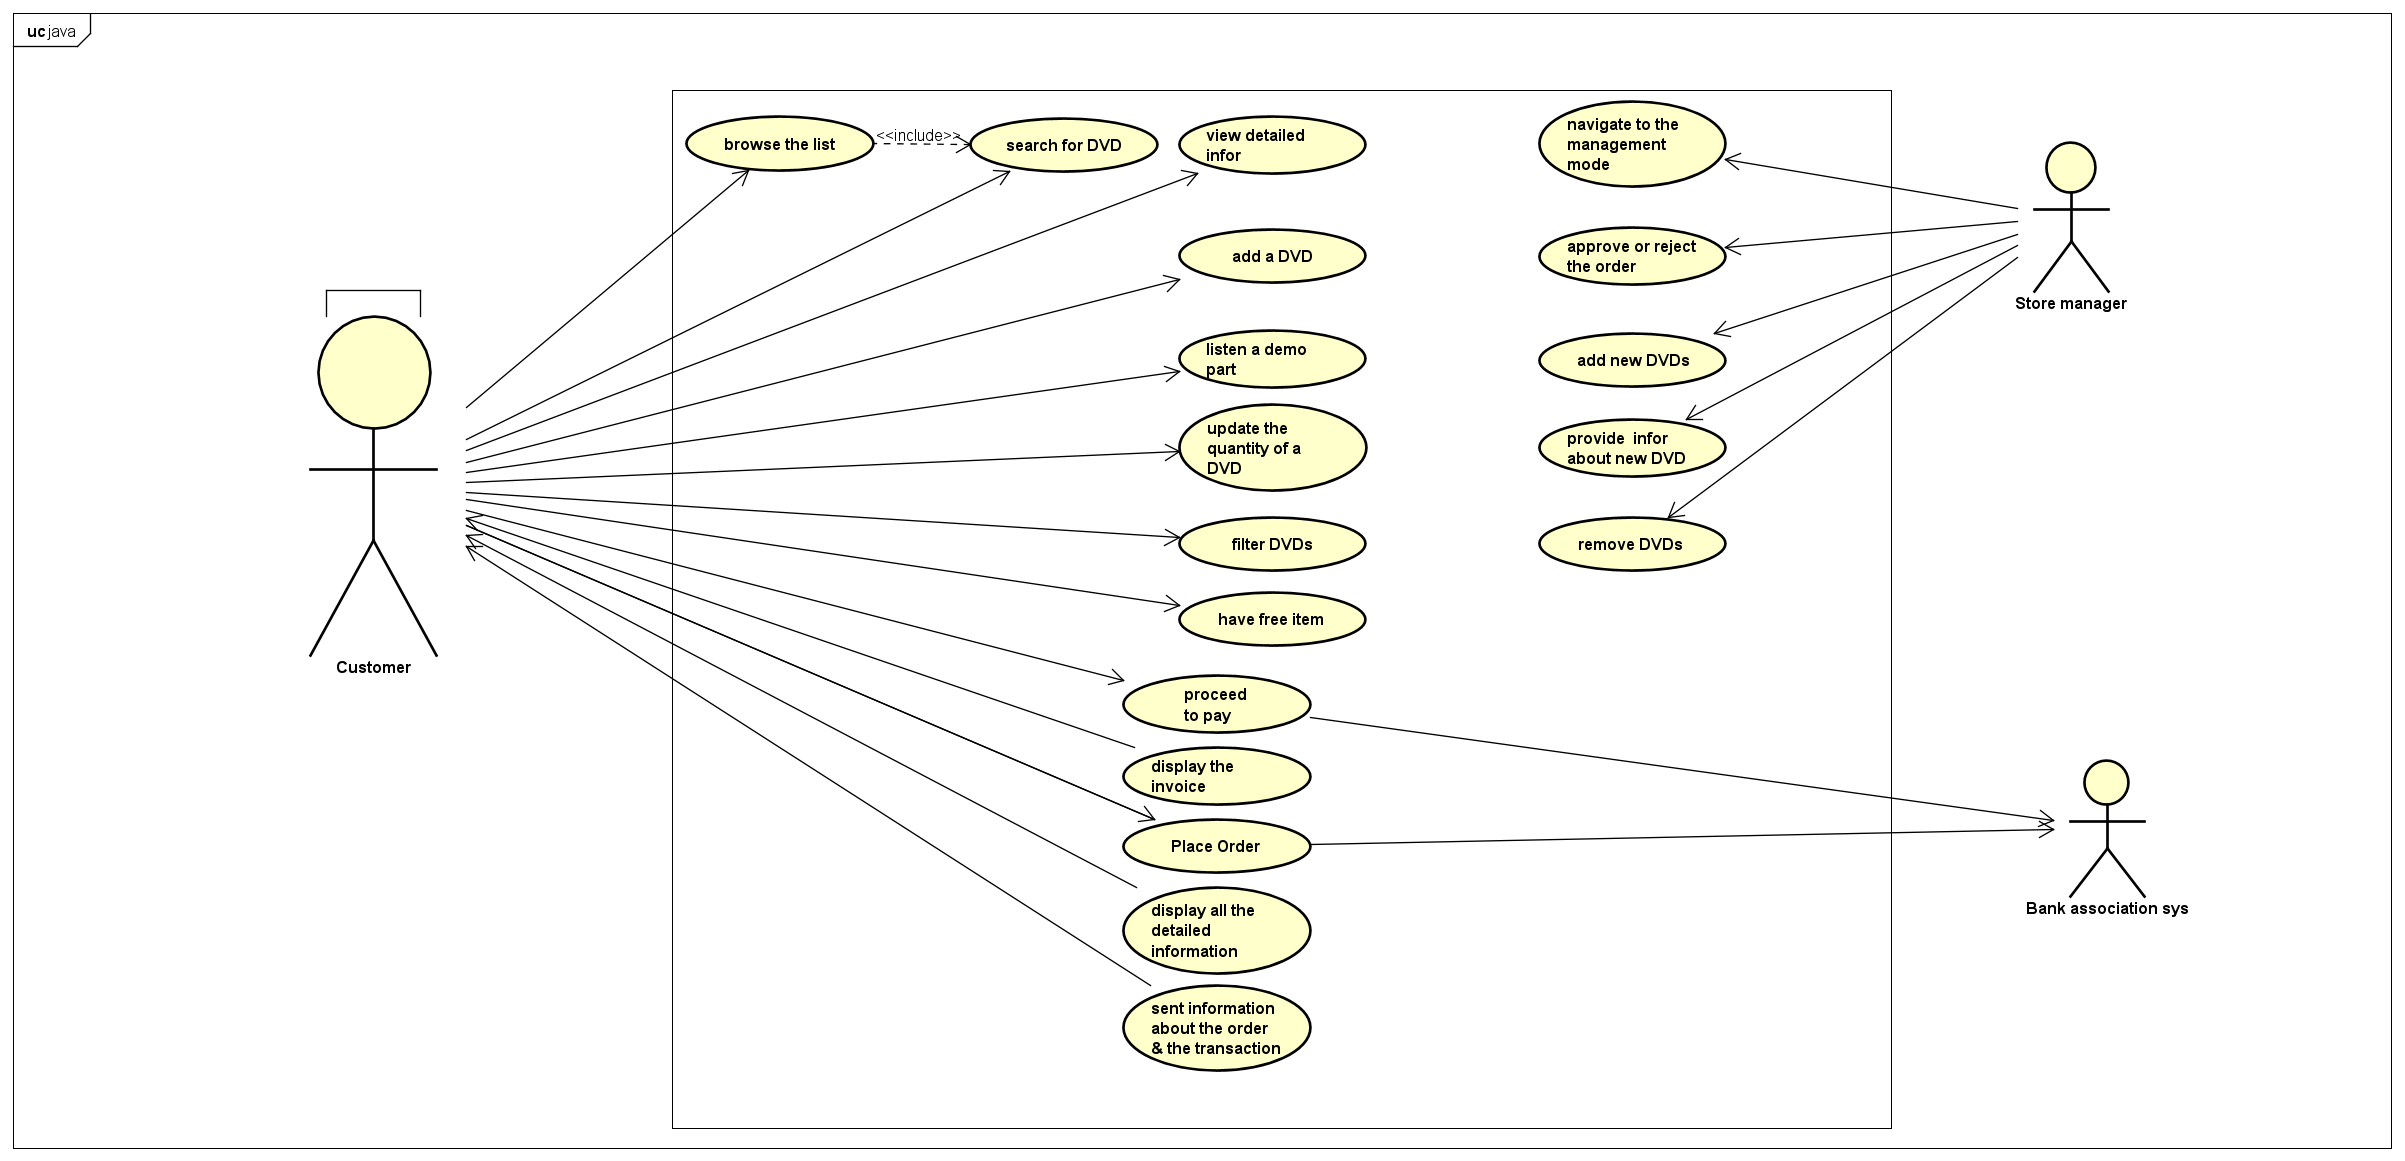 uc java
browse the list
<<include>>
search for DVD
view detailed
infor
navigate to the
management
mode
add a DVD
approve or reject
the order
Store manager
listen a demo
part
add new DVDs
update the
quantity of a
DVD
provide  infor
about new DVD
filter DVDs
remove DVDs
have free item
Customer
proceed
to pay
display the
invoice
Place Order
Bank association sys
display all the
detailed
information
sent information
about the order
& the transaction